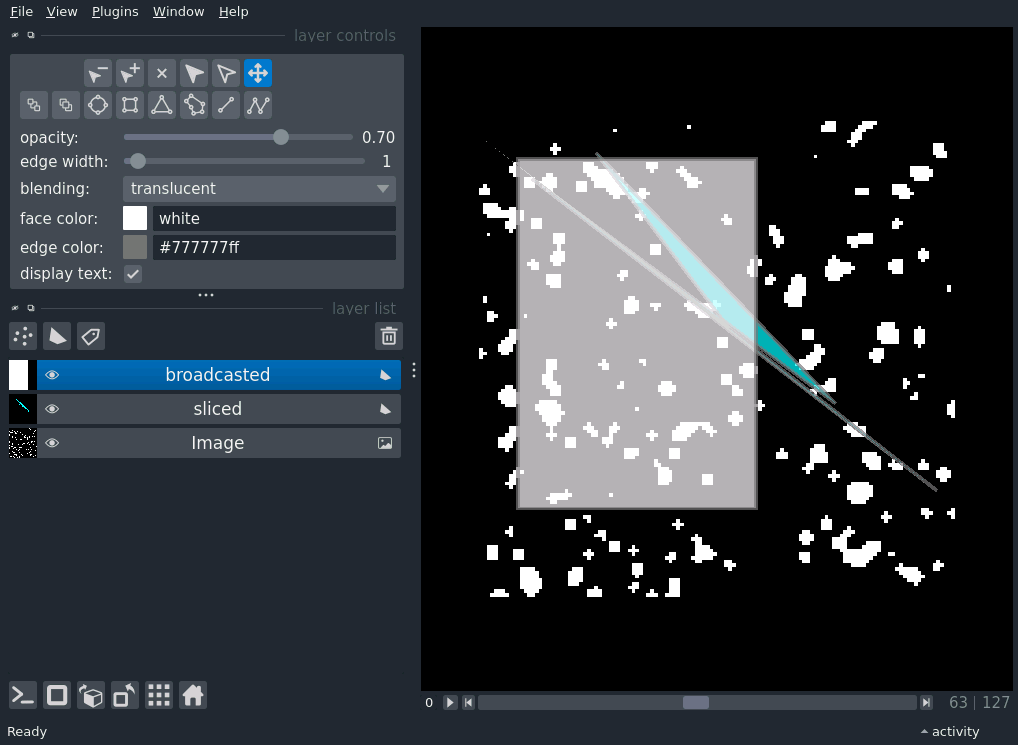 File View Plugins Window Help
layer controls
opacity: 0.70
edge width: 1
blending: translucent
face color: white
edge color: #777777ff
display text:
layer list
broadcasted
sliced
Image
0 63 | 127
Ready activity